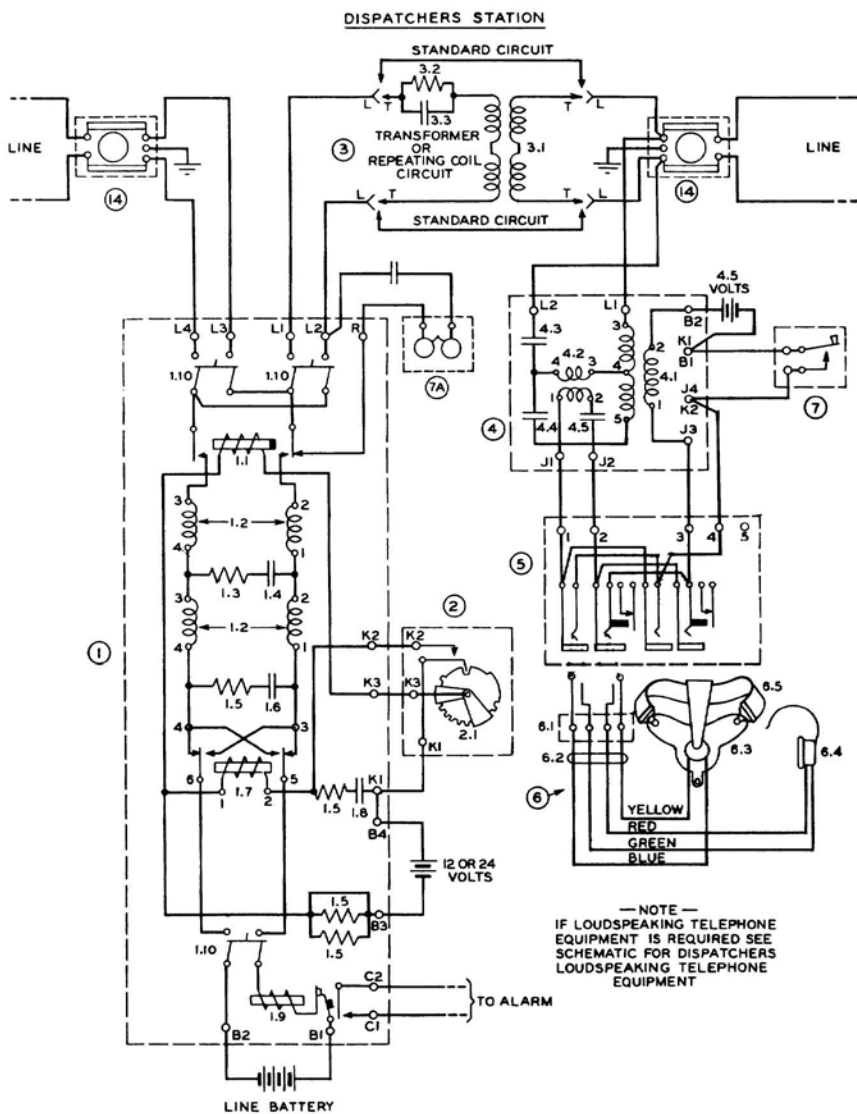 DISPATCHERS STATION
STANDARD CIRCUIT
3.2
L
T
3.3
3
TRANSFORMER
OR
REPEATING COIL
CIRCUIT
3.1
T
L
LINE
14
LINE
14
L
T
T
L
STANDARD CIRCUIT
L4
L3
L1
L2
R
7A
1.10
1.10
1.1
3
2
1.2
4
1
1.3
1.4
3
2
1.2
4
1
1.5
1.6
4
3
6
5
1.7
1
2
1.5
1.8
K1
B4
1
K2
K2
2
K3
K3
2.1
K1
12 OR 24
VOLTS
1.5
B3
1.5
1.10
C2
1.9
TO ALARM
C1
B2
B1
LINE BATTERY
4.5
VOLTS
L2
L1
B2
4.3
3
4.2
4
3
4
2
4.1
K1
B1
1
2
1
J4
K2
7
4
4.4
4.5
5
J3
J1
J2
1
2
3
4
5
5
6.5
6.1
6.3
6.4
6.2
6
YELLOW
RED
GREEN
BLUE
— NOTE —
IF LOUDSPEAKING TELEPHONE
EQUIPMENT IS REQUIRED SEE
SCHEMATIC FOR DISPATCHERS
LOUDSPEAKING TELEPHONE
EQUIPMENT